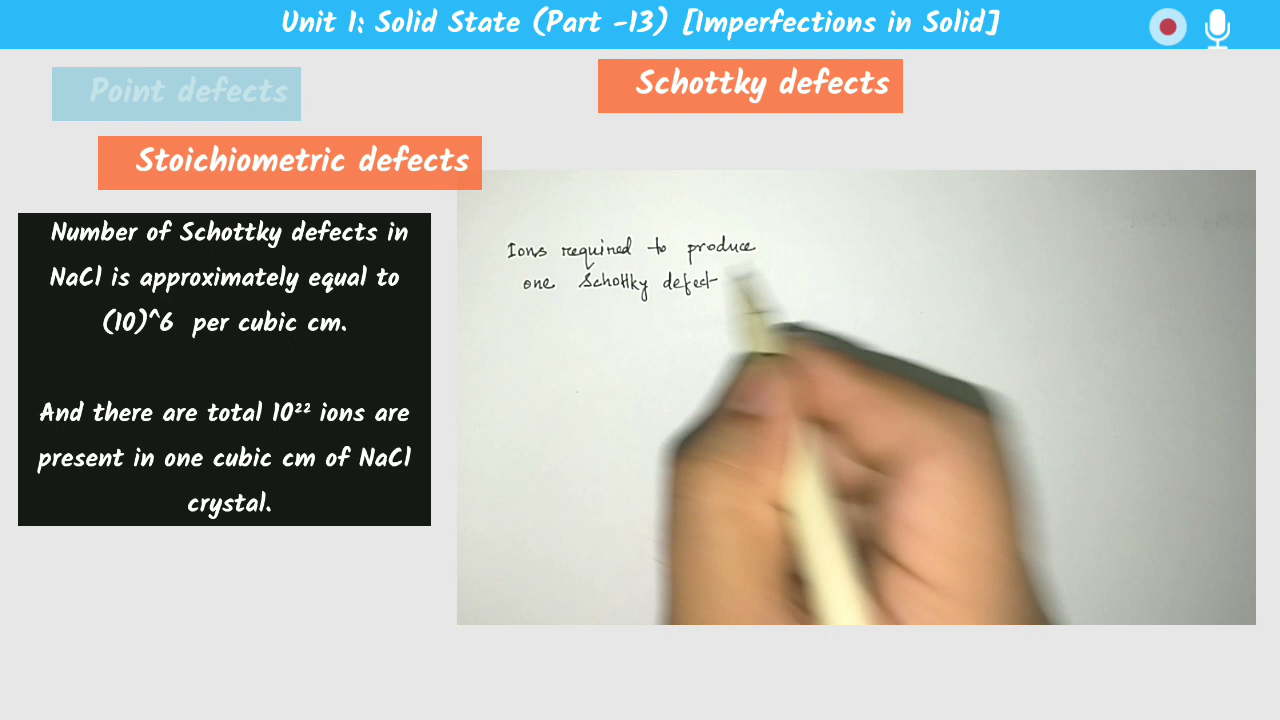 Unit 1: Solid State (Part -13) [Imperfections in Solid]
Point defects
Schottky defects
Stoichiometric defects
Number of Schottky defects in
NaCl is approximately equal to
(10)^6 per cubic cm.
And there are total 10²² ions are
present in one cubic cm of NaCl
crystal.
Ions required to produce
one Schottky defect